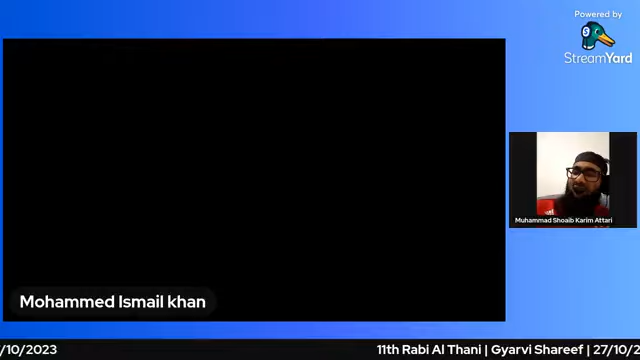 Powered by
StreamYard
Muhammad Shoaib Karim Attari
Mohammed Ismail khan
/10/2023
11th Rabi Al Thani | Gyarvi Shareef | 27/10/2